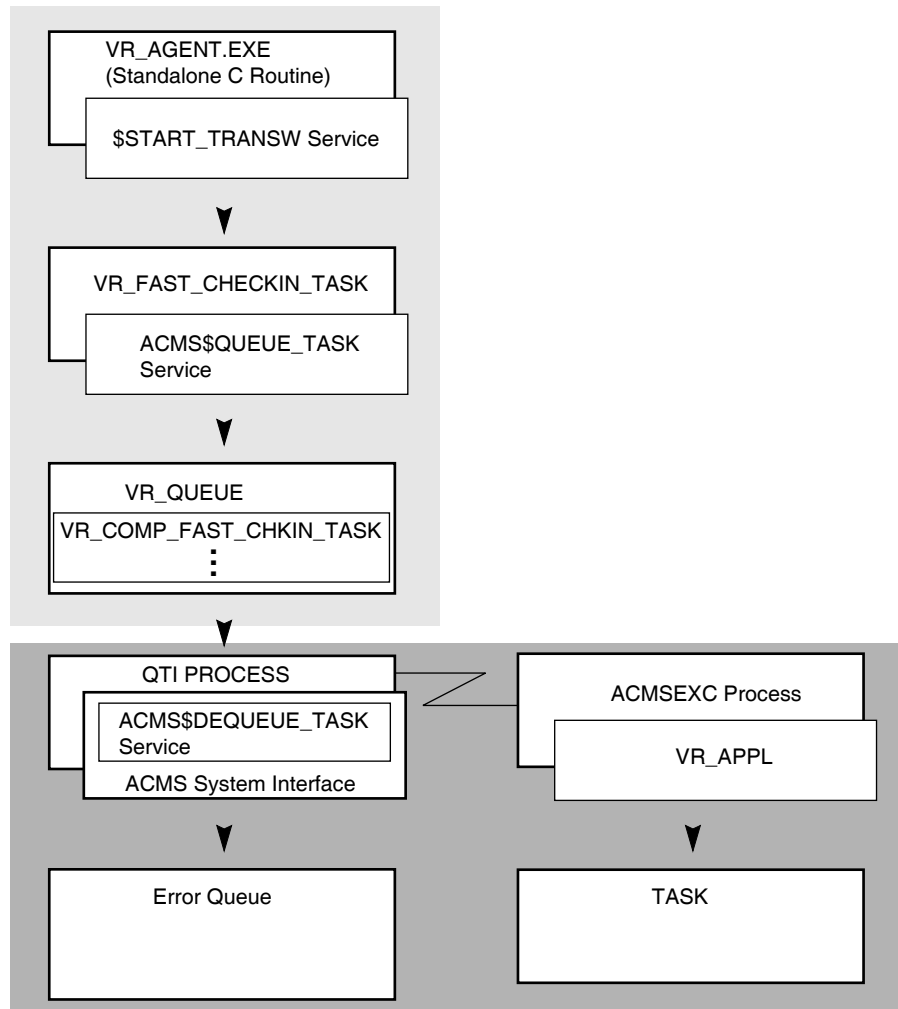 VR_AGENT.EXE
(Standalone C Routine)
$START_TRANSW Service
VR_FAST_CHECKIN_TASK
ACMS$QUEUE_TASK
Service
VR_QUEUE
VR_COMP_FAST_CHKIN_TASK
QTI PROCESS
ACMS$DEQUEUE_TASK
Service
ACMS System Interface
ACMSEXC Process
VR_APPL
Error Queue
TASK